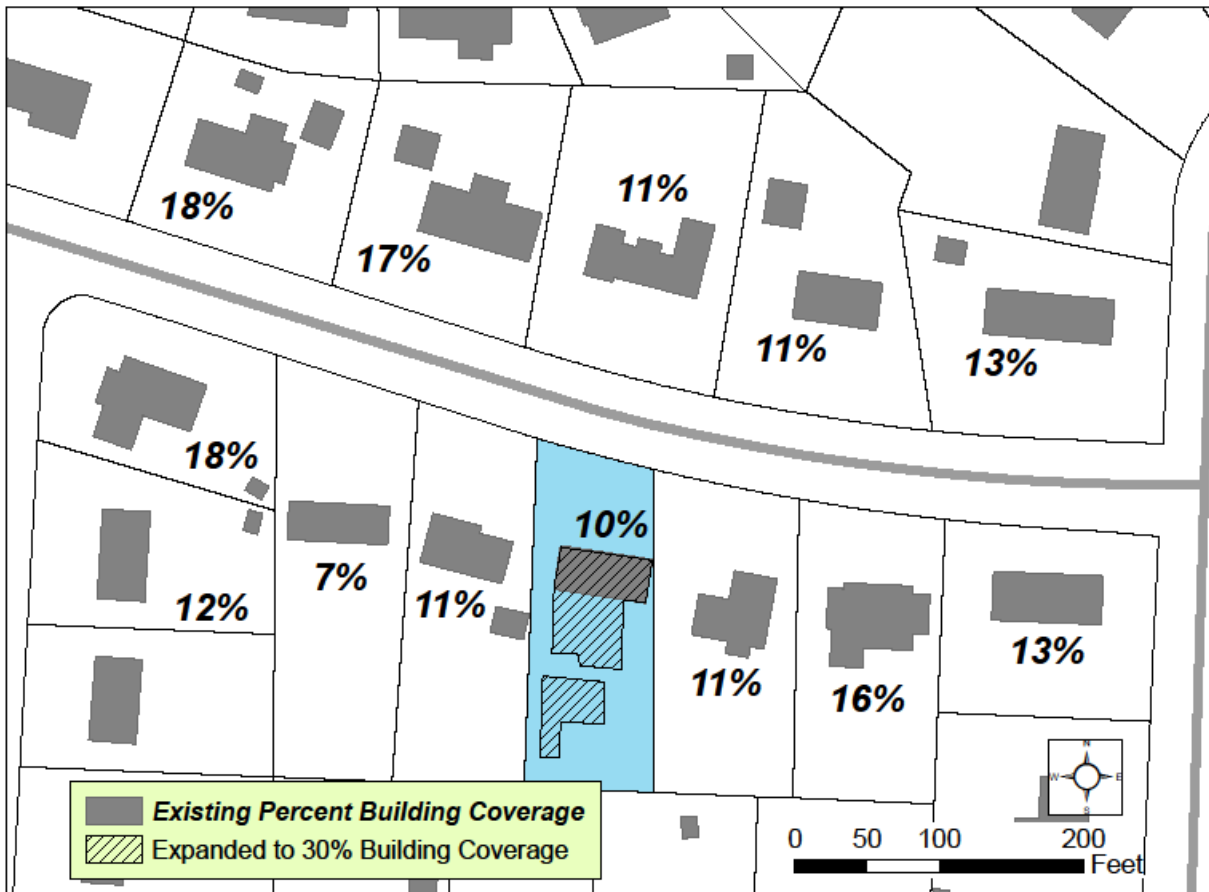 11%
18%
17%
11%
13%
18%
10%
7%
11%
12%
13%
11%
16%
N
W
E
S
Existing Percent Building Coverage
Expanded to 30% Building Coverage
0 50 100 200
Feet